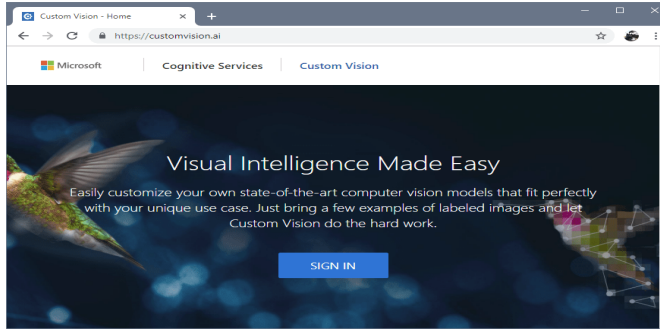 Custom Vision - Home
https://customvision.ai
Microsoft Cognitive Services Custom Vision
Visual Intelligence Made Easy
Easily customize your own state-of-the-art computer vision models that fit perfectly
with your unique use case. Just bring a few examples of labeled images and let
Custom Vision do the hard work.
SIGN IN